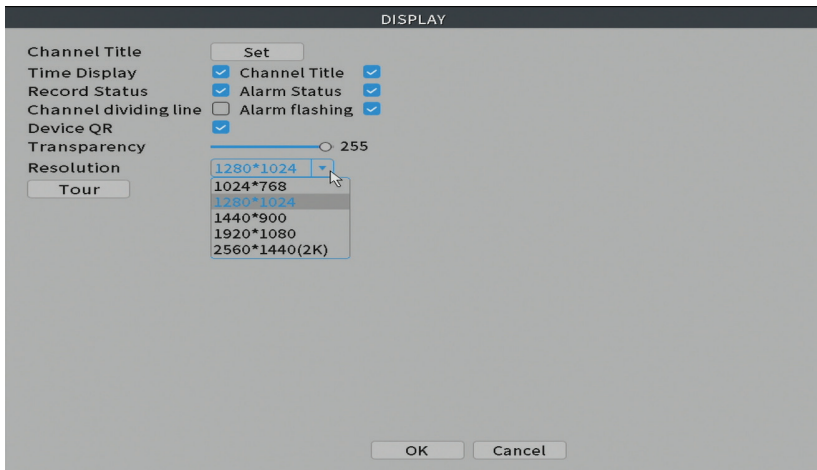 DISPLAY
Channel Title Set
Time Display Channel Title
Record Status Alarm Status
Channel dividing line Alarm flashing
Device QR
Transparency 255
Resolution 1280*1024
Tour 1024*768
1280*1024
1440*900
1920*1080
2560*1440(2K)
OK Cancel